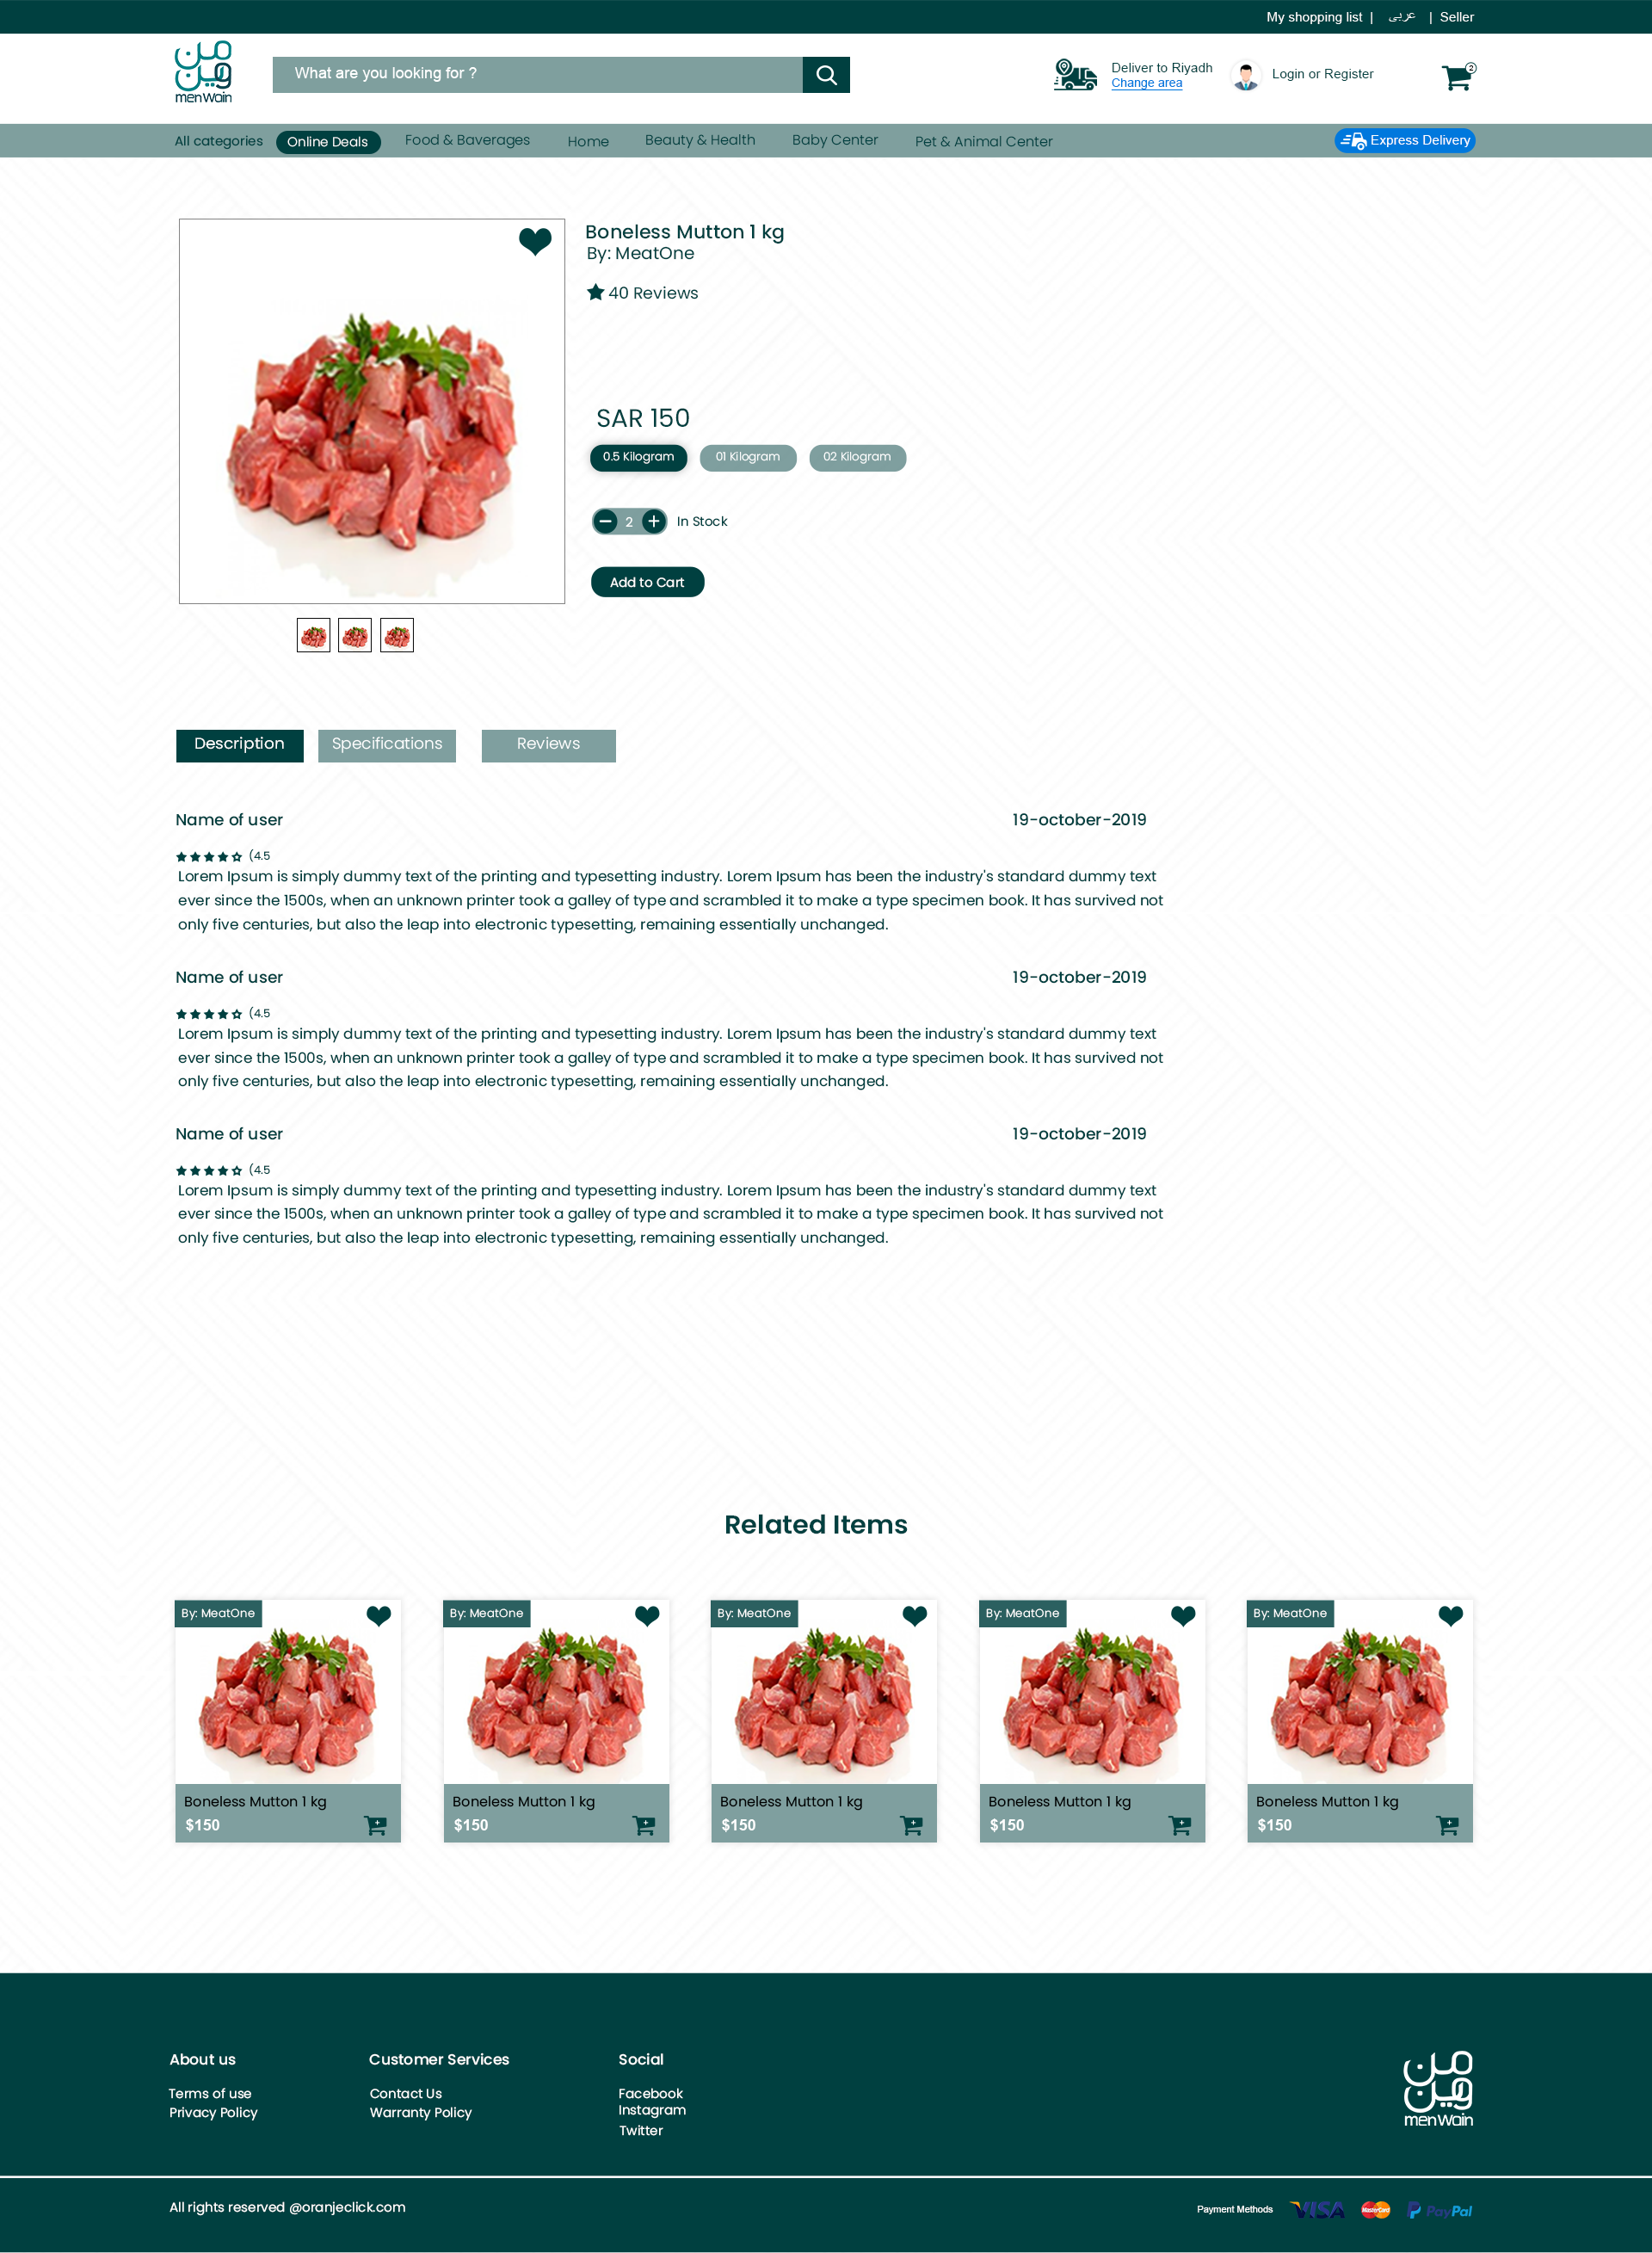 My shopping list | عربى | Seller
من
وين
menWain
What are you looking for ?
Deliver to Riyadh
Change area
Login or Register
2
All categories Online Deals Food & Baverages Home Beauty & Health Baby Center Pet & Animal Center Express Delivery
Boneless Mutton 1 kg
By: MeatOne
40 Reviews
SAR 150
0.5 Kilogram 01 Kilogram 02 Kilogram
2 In Stock
Add to Cart
Description Specifications Reviews
Name of user 19-october-2019
(4.5
Lorem Ipsum is simply dummy text of the printing and typesetting industry. Lorem Ipsum has been the industry's standard dummy text
ever since the 1500s, when an unknown printer took a galley of type and scrambled it to make a type specimen book. It has survived not
only five centuries, but also the leap into electronic typesetting, remaining essentially unchanged.
Name of user 19-october-2019
(4.5
Lorem Ipsum is simply dummy text of the printing and typesetting industry. Lorem Ipsum has been the industry's standard dummy text
ever since the 1500s, when an unknown printer took a galley of type and scrambled it to make a type specimen book. It has survived not
only five centuries, but also the leap into electronic typesetting, remaining essentially unchanged.
Name of user 19-october-2019
(4.5
Lorem Ipsum is simply dummy text of the printing and typesetting industry. Lorem Ipsum has been the industry's standard dummy text
ever since the 1500s, when an unknown printer took a galley of type and scrambled it to make a type specimen book. It has survived not
only five centuries, but also the leap into electronic typesetting, remaining essentially unchanged.
Related Items
By: MeatOne By: MeatOne By: MeatOne By: MeatOne By: MeatOne
Boneless Mutton 1 kg Boneless Mutton 1 kg Boneless Mutton 1 kg Boneless Mutton 1 kg Boneless Mutton 1 kg
$150 $150 $150 $150 $150
About us Customer Services Social
Terms of use Contact Us Facebook
Privacy Policy Warranty Policy Instagram
Twitter
من
وين
menWain
All rights reserved @oranjeclick.com
Payment Methods VISA MasterCard PayPal